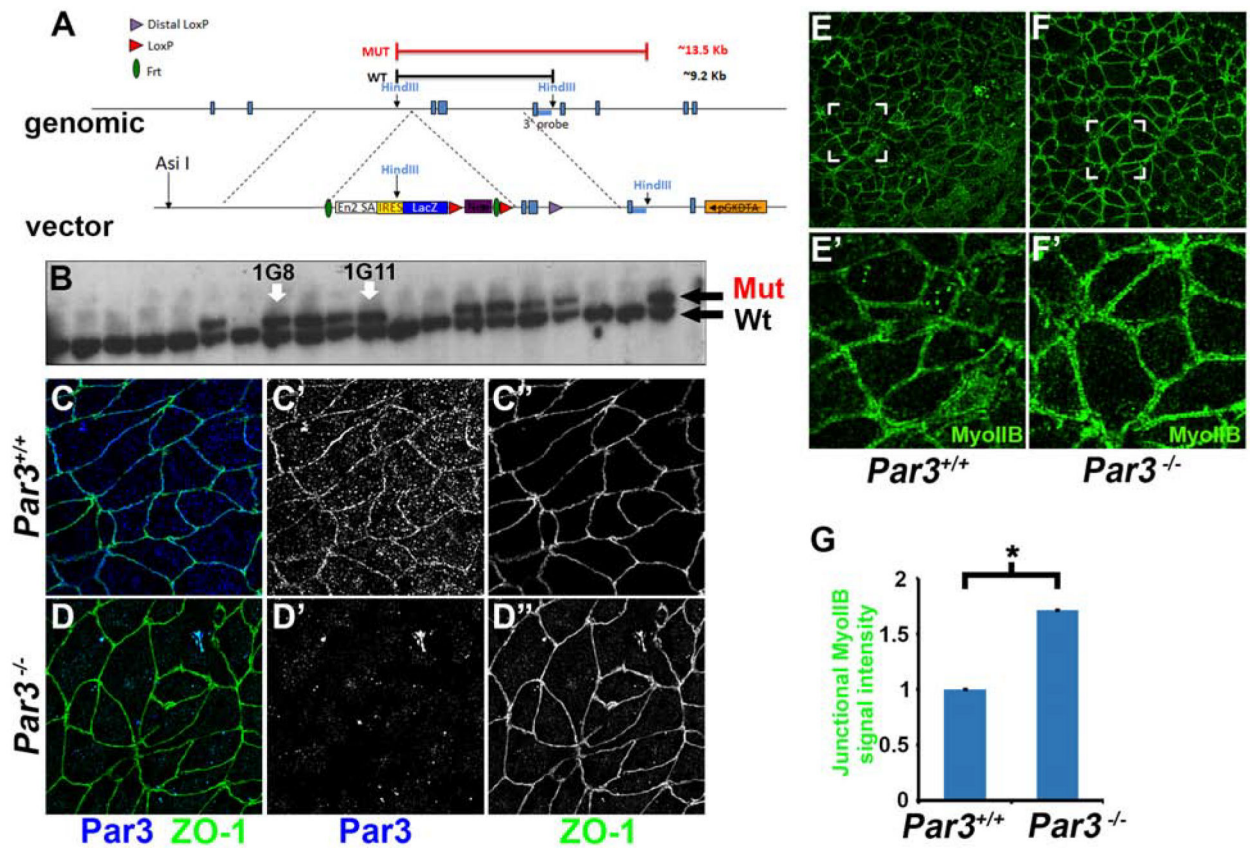 A
Distal LoxP
LoxP
Frt
MUT
~13.5 Kb
WT
~9.2 Kb
HindIII
HindIII
genomic
3' probe
Asi I
HindIII
HindIII
vector
En2 SA
IRES
LacZ
pGKDTA
B
1G8
1G11
Mut
Wt
C
C'
C''
Par3+/+
D
D'
D''
Par3-/-
Par3 ZO-1
Par3
ZO-1
E
F
E'
F'
MyoIIB
MyoIIB
Par3+/+
Par3-/-
G
*
2
1.5
1
0.5
0
Junctional MyoIIB
signal intensity
Par3+/+
Par3-/-